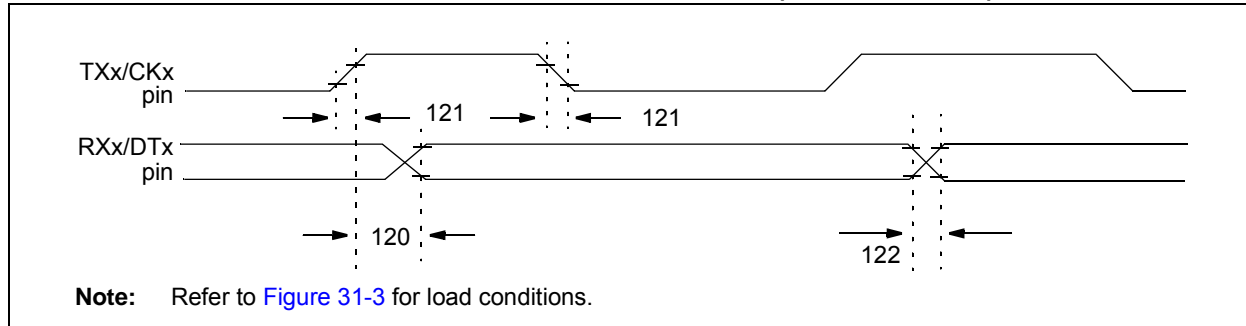 TXx/CKx
pin
121
121
RXx/DTx
pin
120
122
Note: Refer to Figure 31-3 for load conditions.